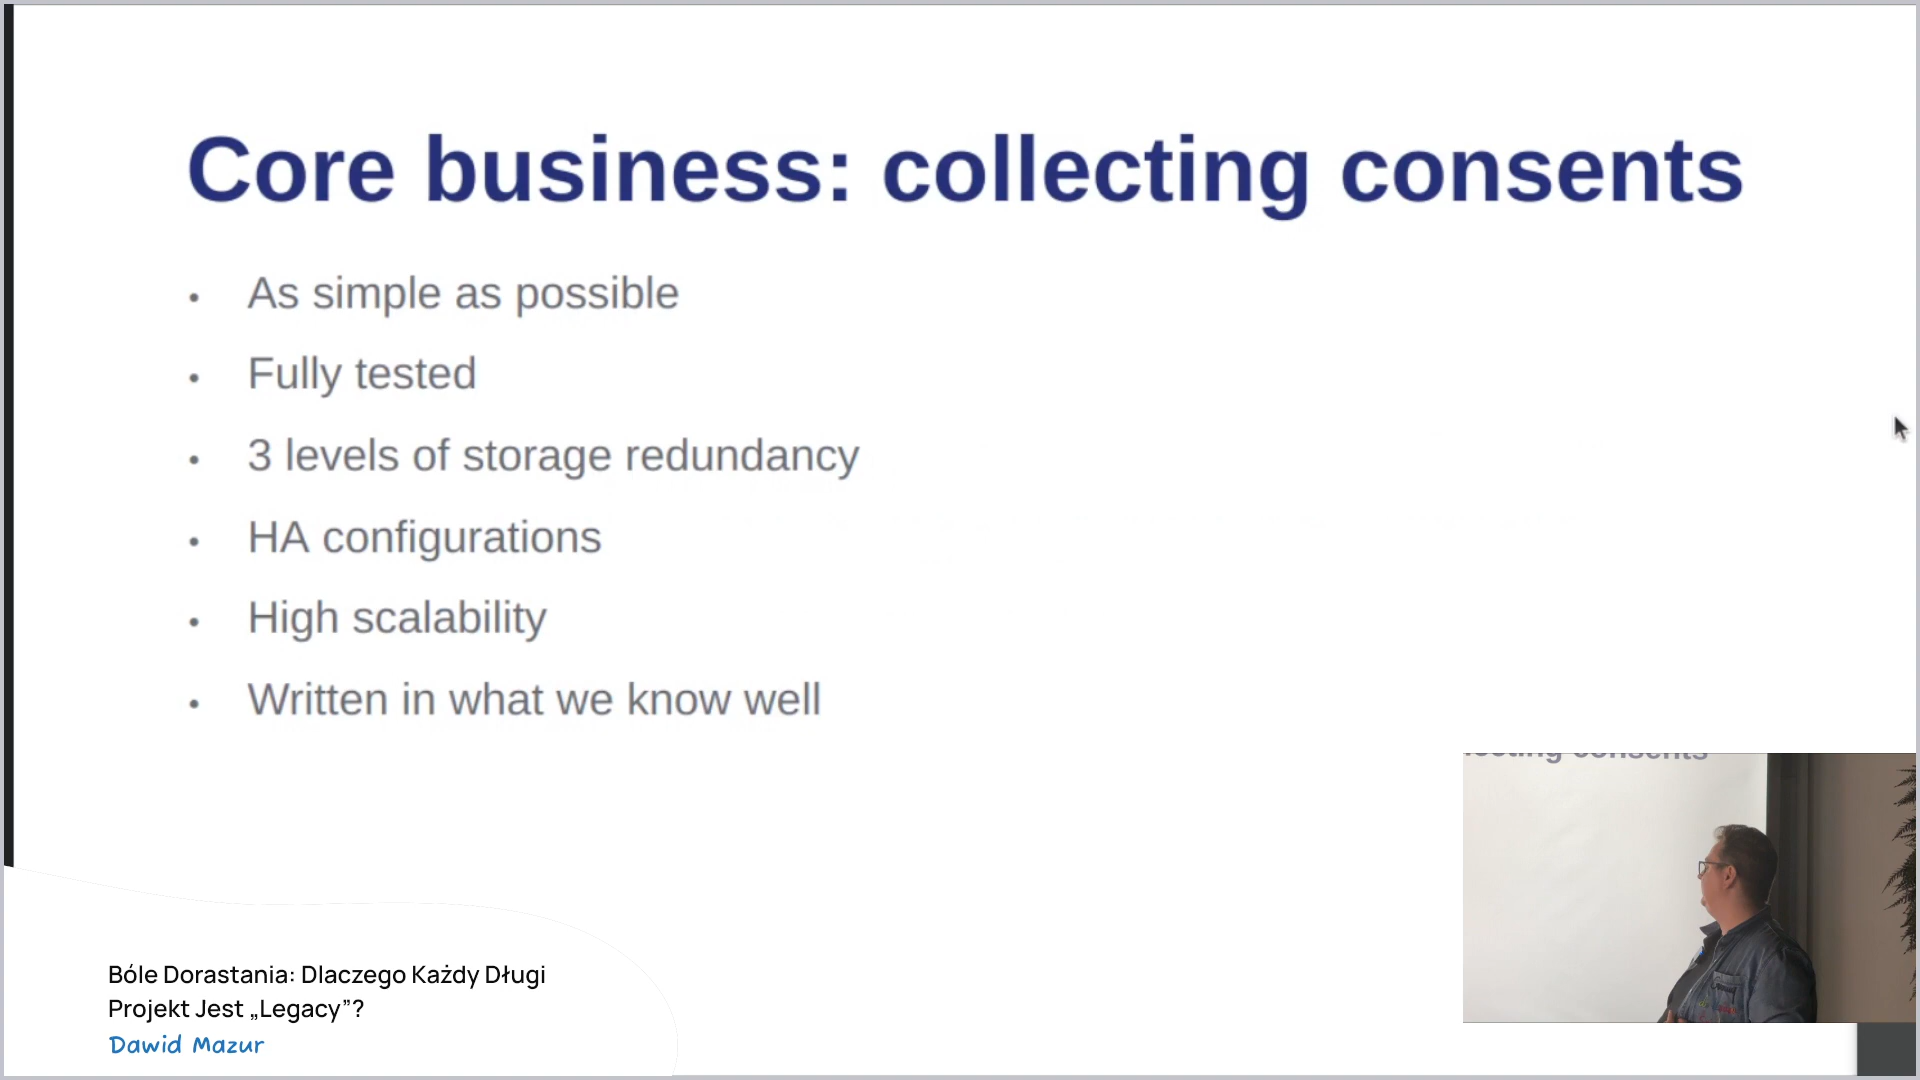 Core business: collecting consents
• As simple as possible
• Fully tested
• 3 levels of storage redundancy
• HA configurations
• High scalability
• Written in what we know well
consents
Bóle Dorastania: Dlaczego Każdy Długi
Projekt Jest „Legacy”?
Dawid Mazur